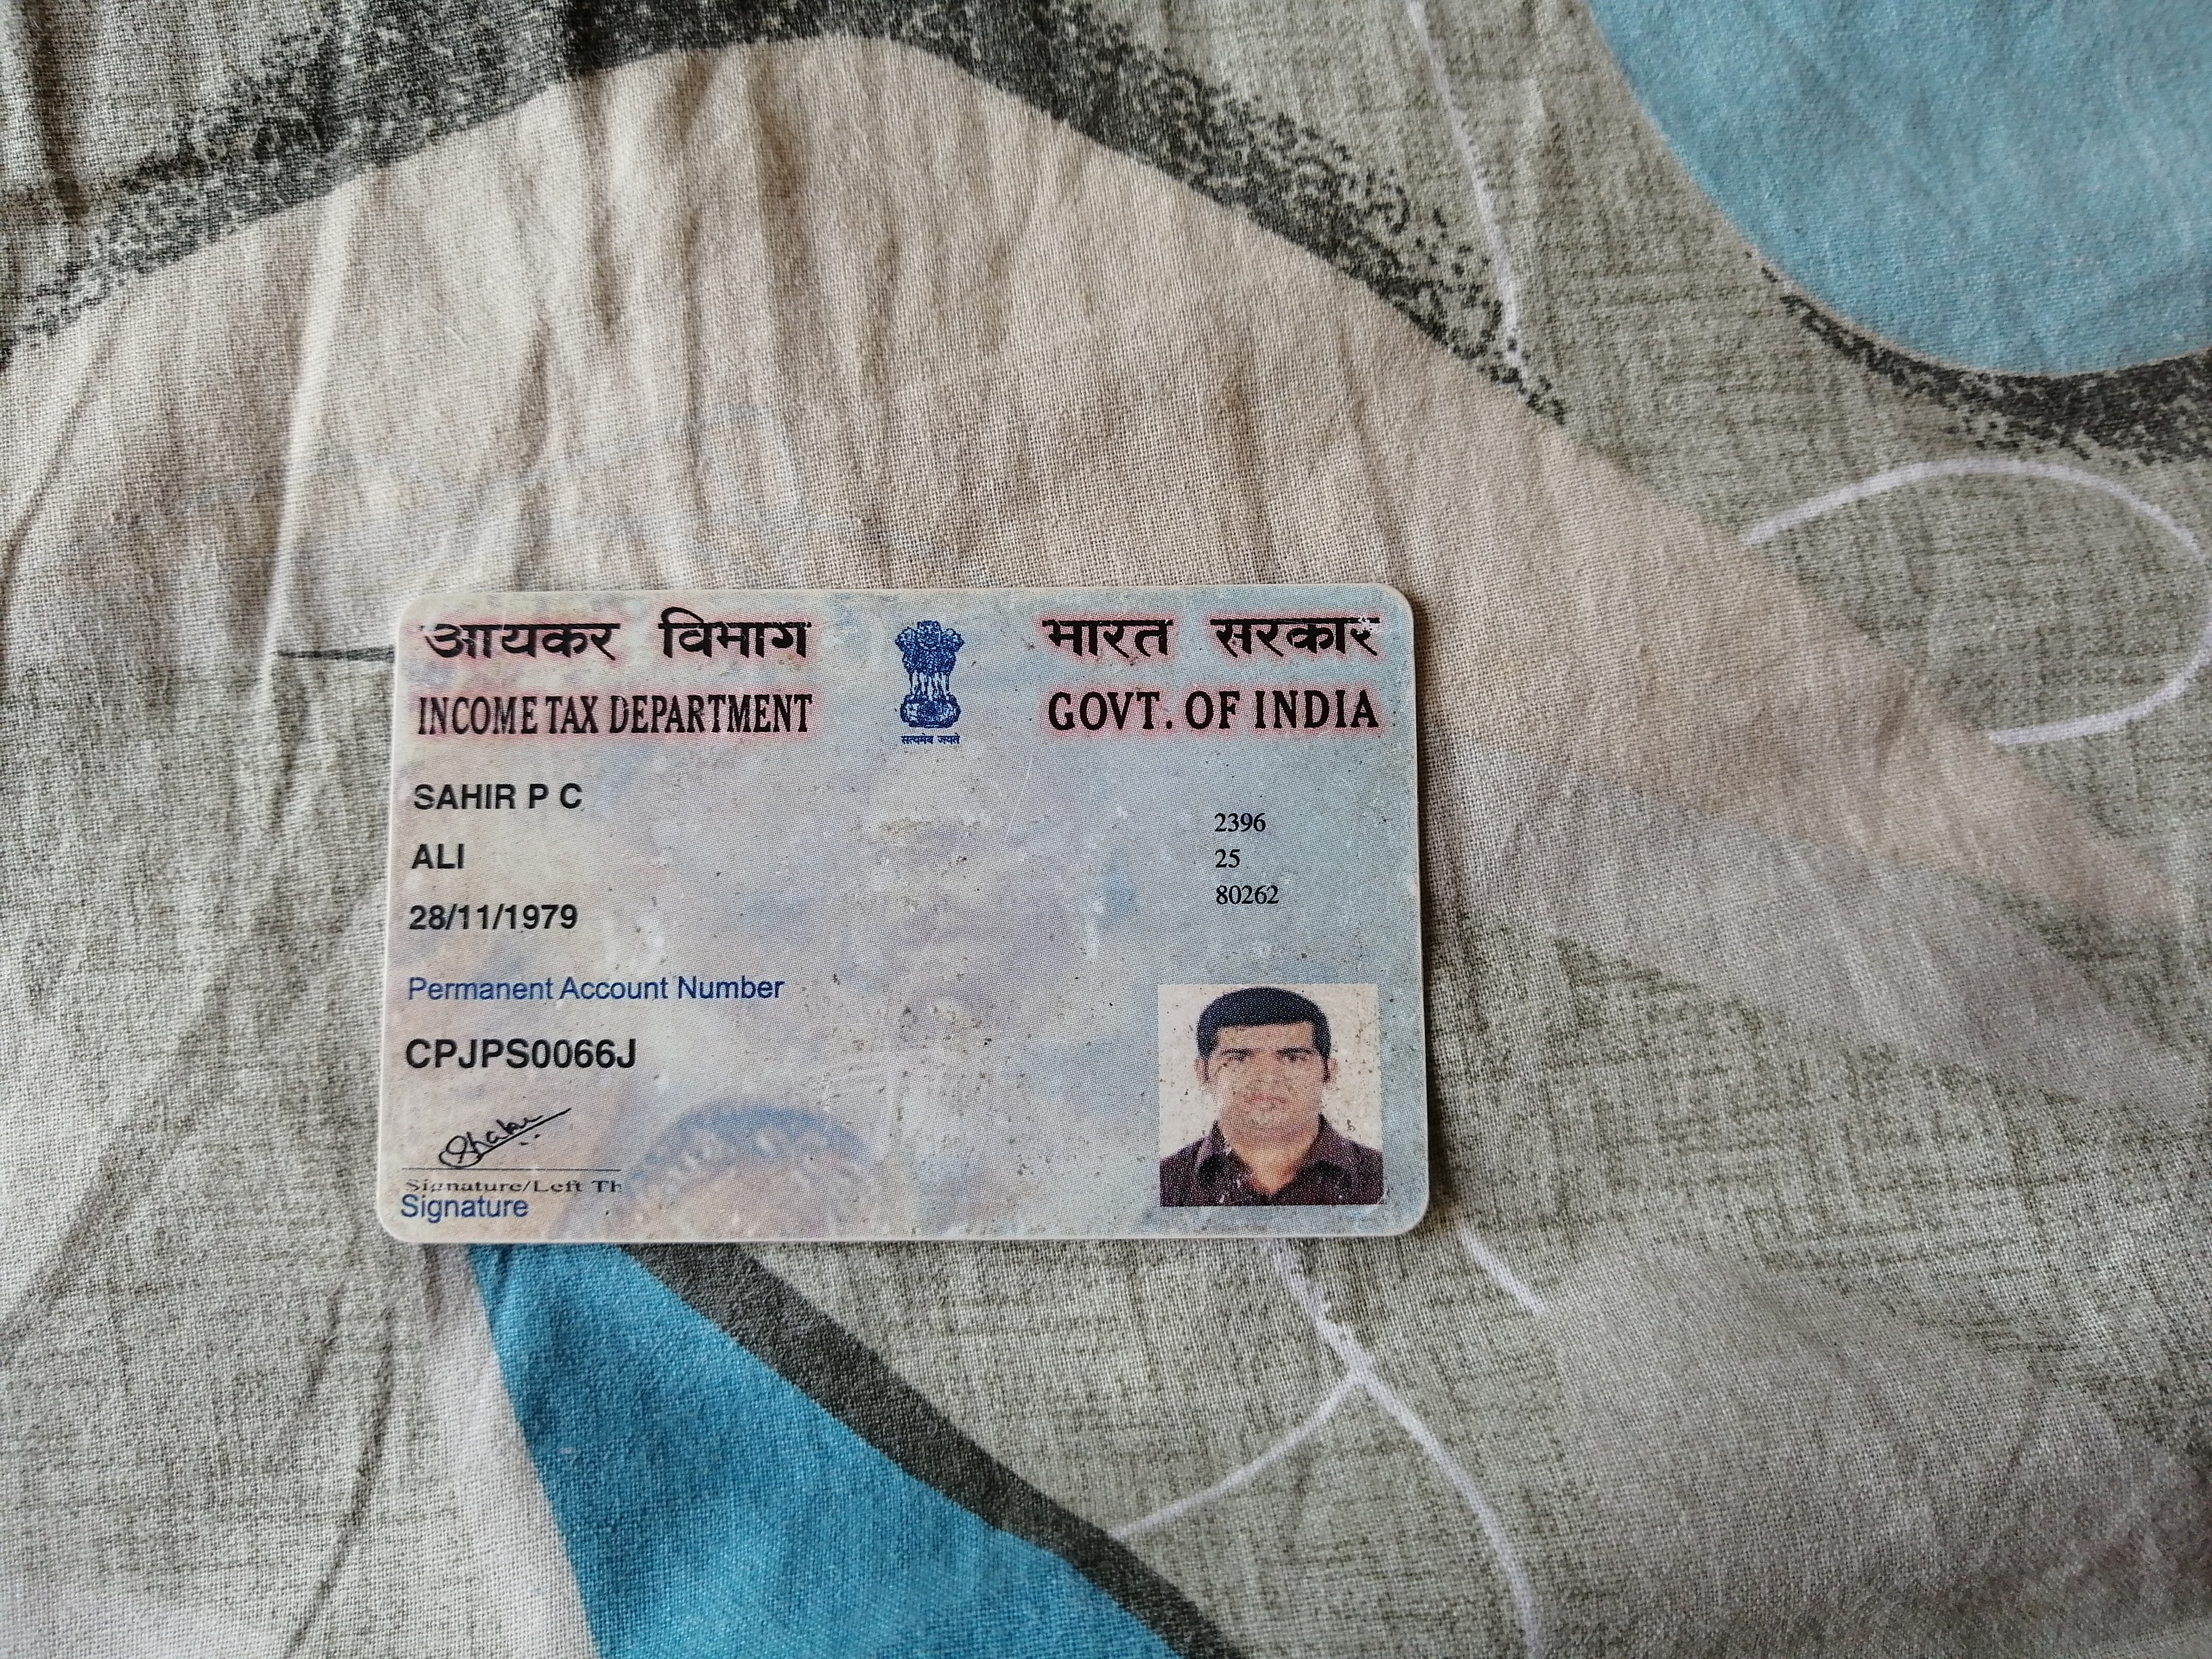 आयकर विभाग
INCOME TAX DEPARTMENT
सत्यमेव जयते
भारत सरकार
GOVT. OF INDIA
SAHIR P C
ALI
28/11/1979
2396
25
80262
Permanent Account Number
CPJPS0066J
Signature/Left Th
Signature